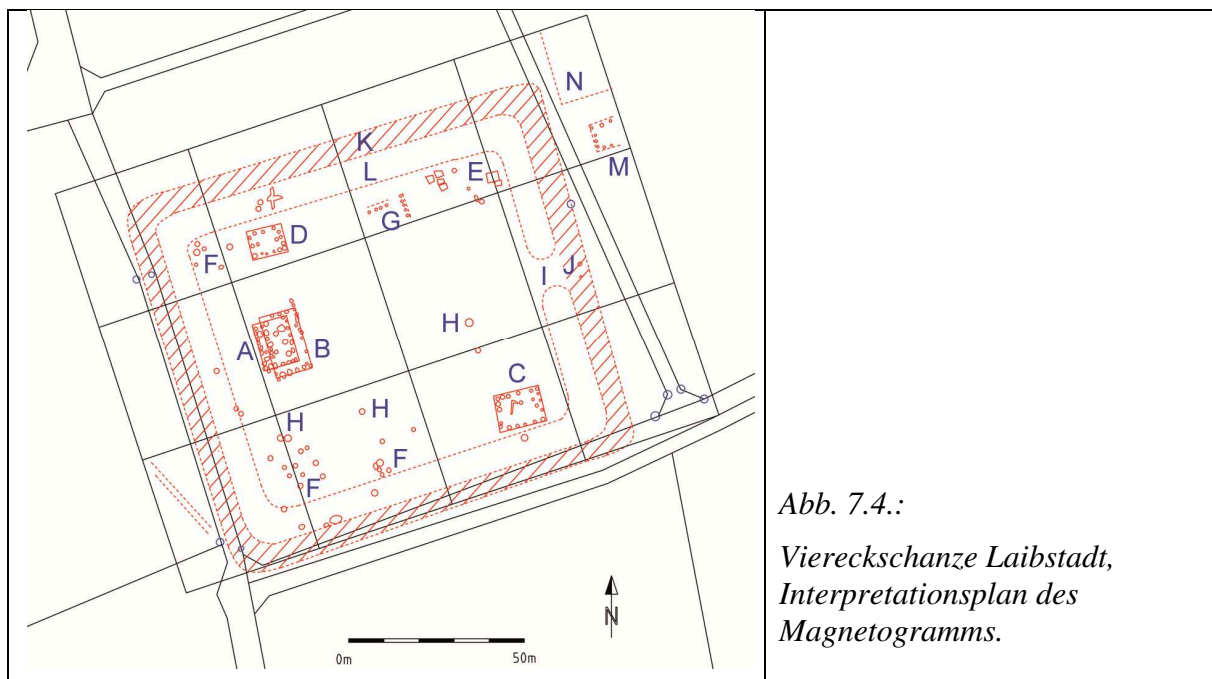 N
K
M
L
E
G
D
F
I
J
H
A
B
C
H
H
F
F
N
0m
50m
Abb. 7.4.:
Viereckschanze Laibstadt,
Interpretationsplan des
Magnetogramms.